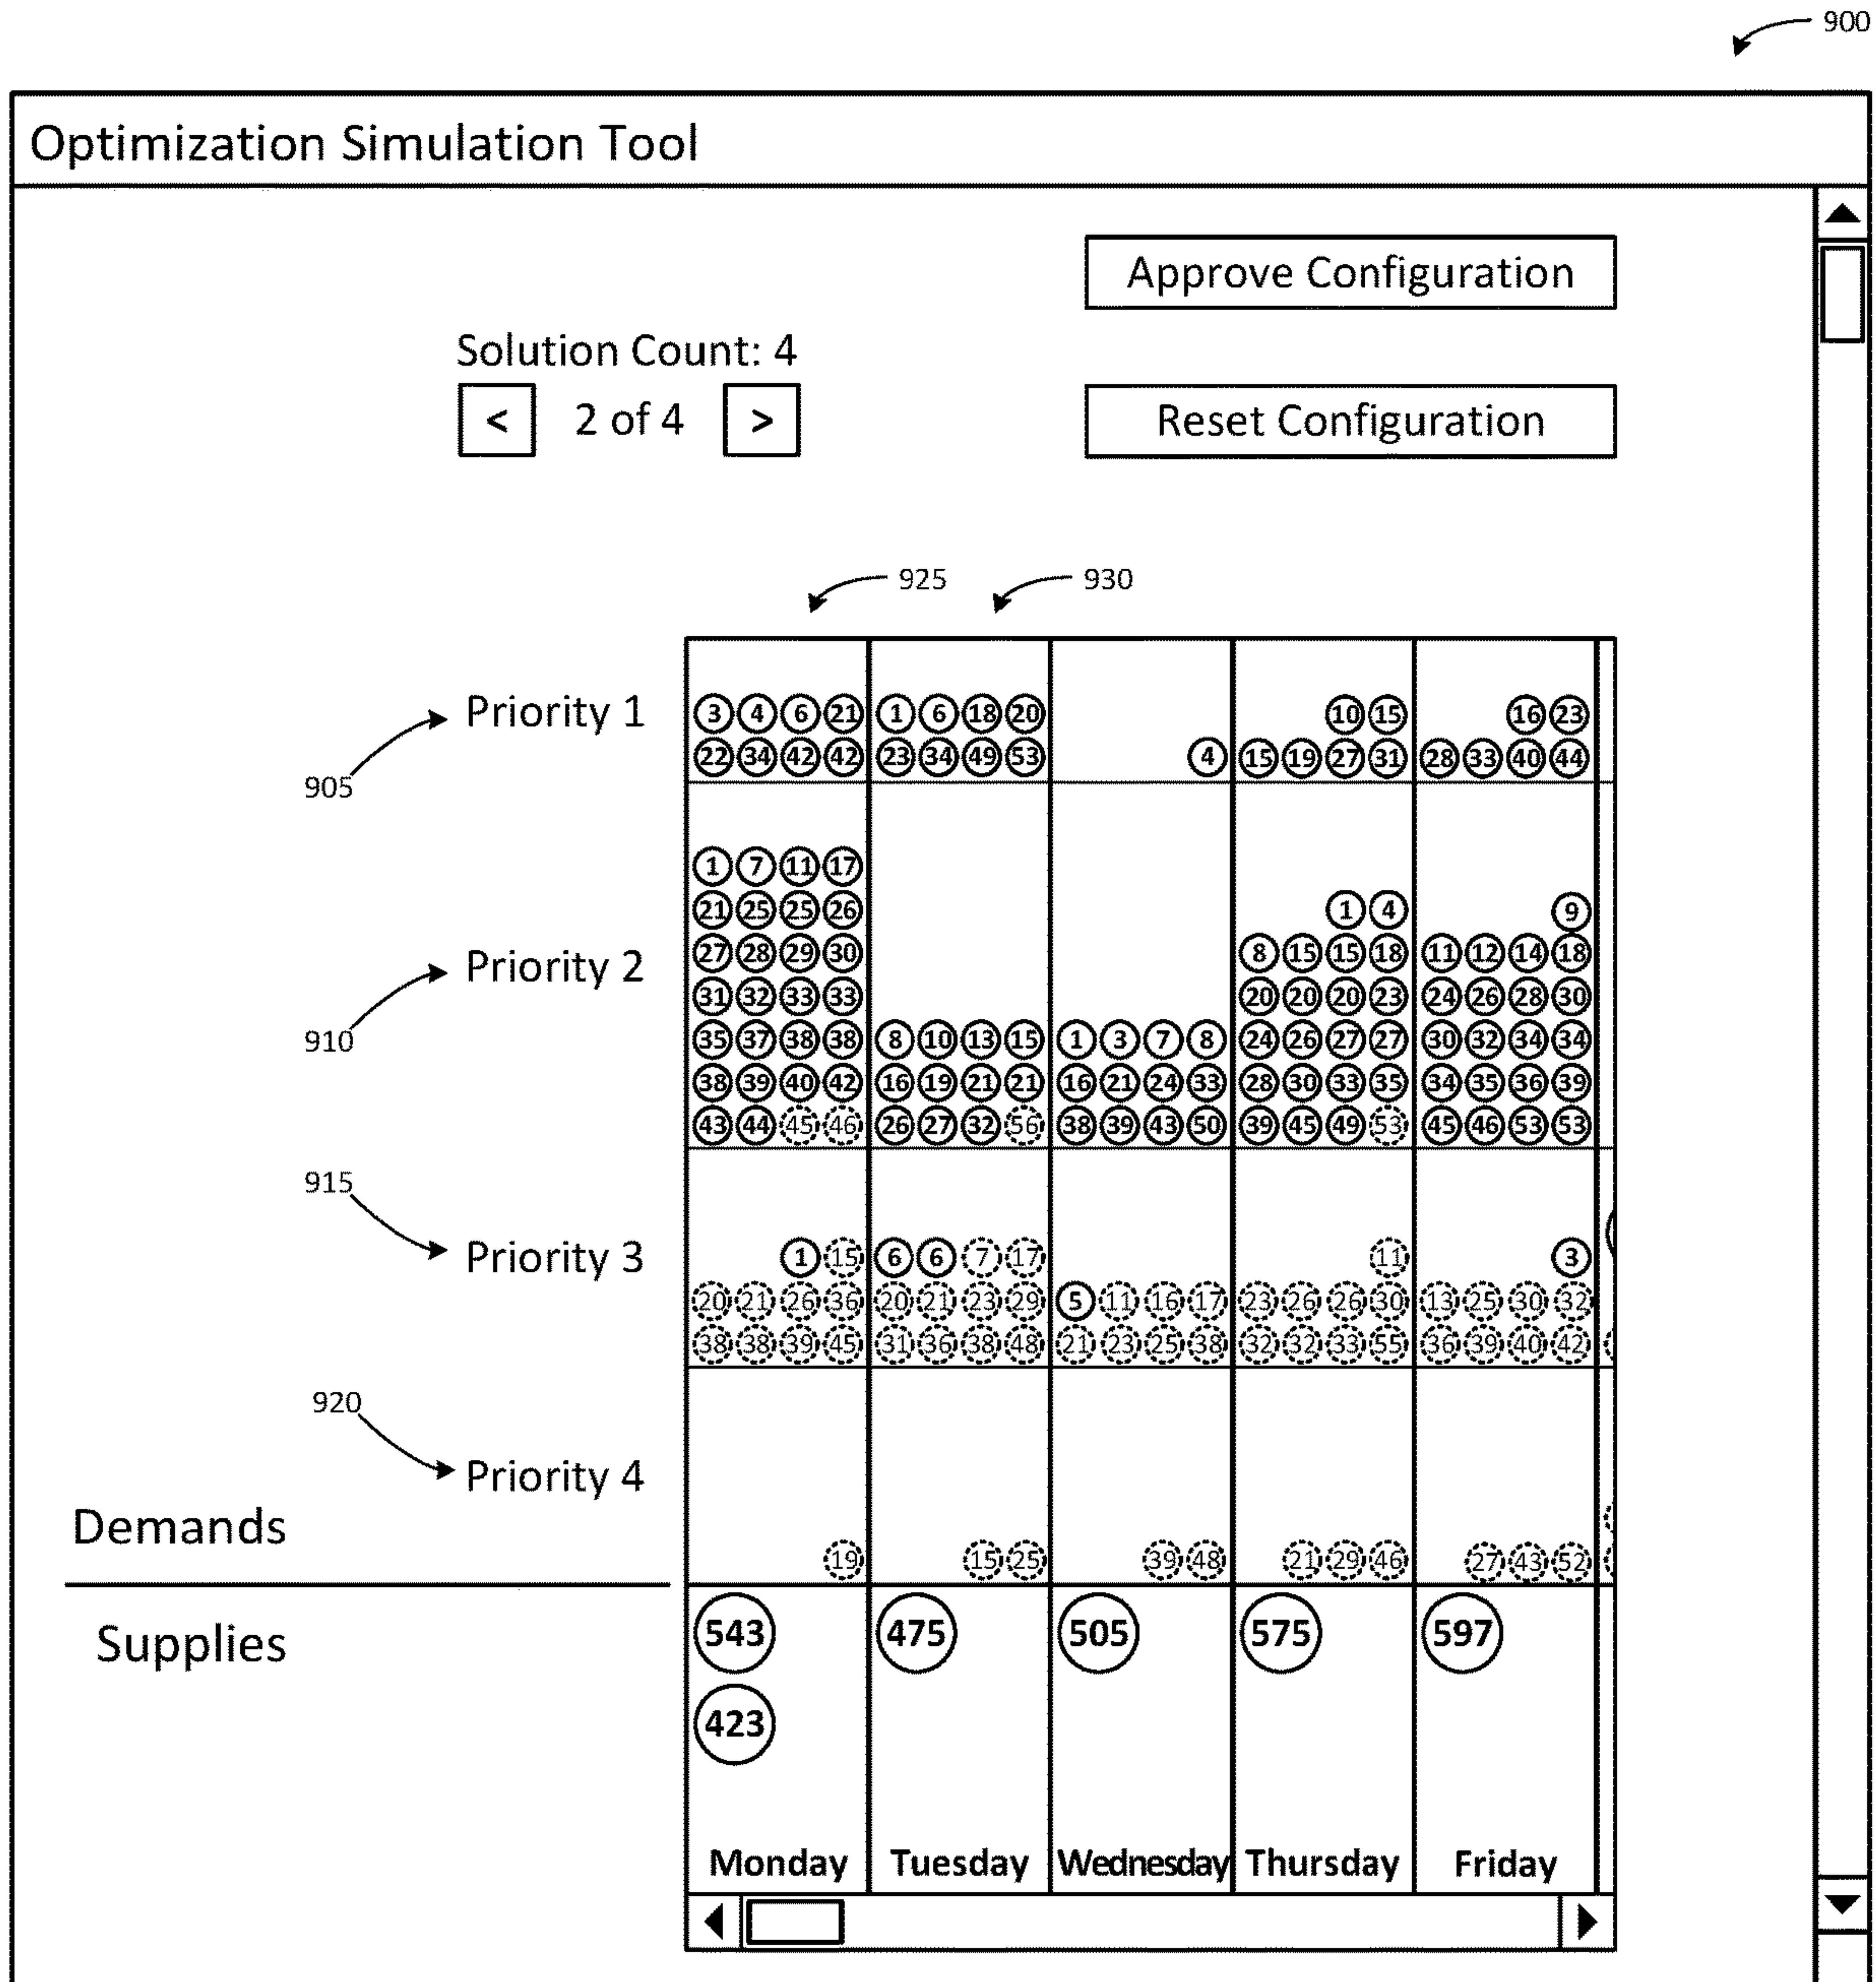 900
Optimization Simulation Tool
Approve Configuration
Solution Count: 4
< 2 of 4 >
Reset Configuration
925 930
905
Priority 1
3 4 6 21 1 6 18 20 10 15 16 23
22 34 42 42 23 34 49 53 4 15 19 27 31 28 33 40 44
910
Priority 2
1 7 11 17
21 25 25 26 1 4 9
27 28 29 30 8 15 15 18 11 12 14 18
31 32 33 33 20 20 20 23 24 26 28 30
35 37 38 38 8 10 13 15 1 3 7 8 24 26 27 27 30 32 34 34
38 39 40 42 16 19 21 21 16 21 24 33 28 30 33 35 34 35 36 39
43 44 45 46 26 27 32 56 38 39 43 50 39 45 49 53 45 46 53 53
915
Priority 3
1 15 6 6 7 17 11 3
20 21 26 36 20 21 23 29 5 11 16 17 23 26 26 30 13 25 30 32
38 38 39 45 31 36 38 48 21 23 25 38 32 32 33 55 36 39 40 42
920
Priority 4
Demands
19 15 25 39 48 21 29 46 27 43 52
Supplies
543 475 505 575 597
423
Monday Tuesday Wednesday Thursday Friday